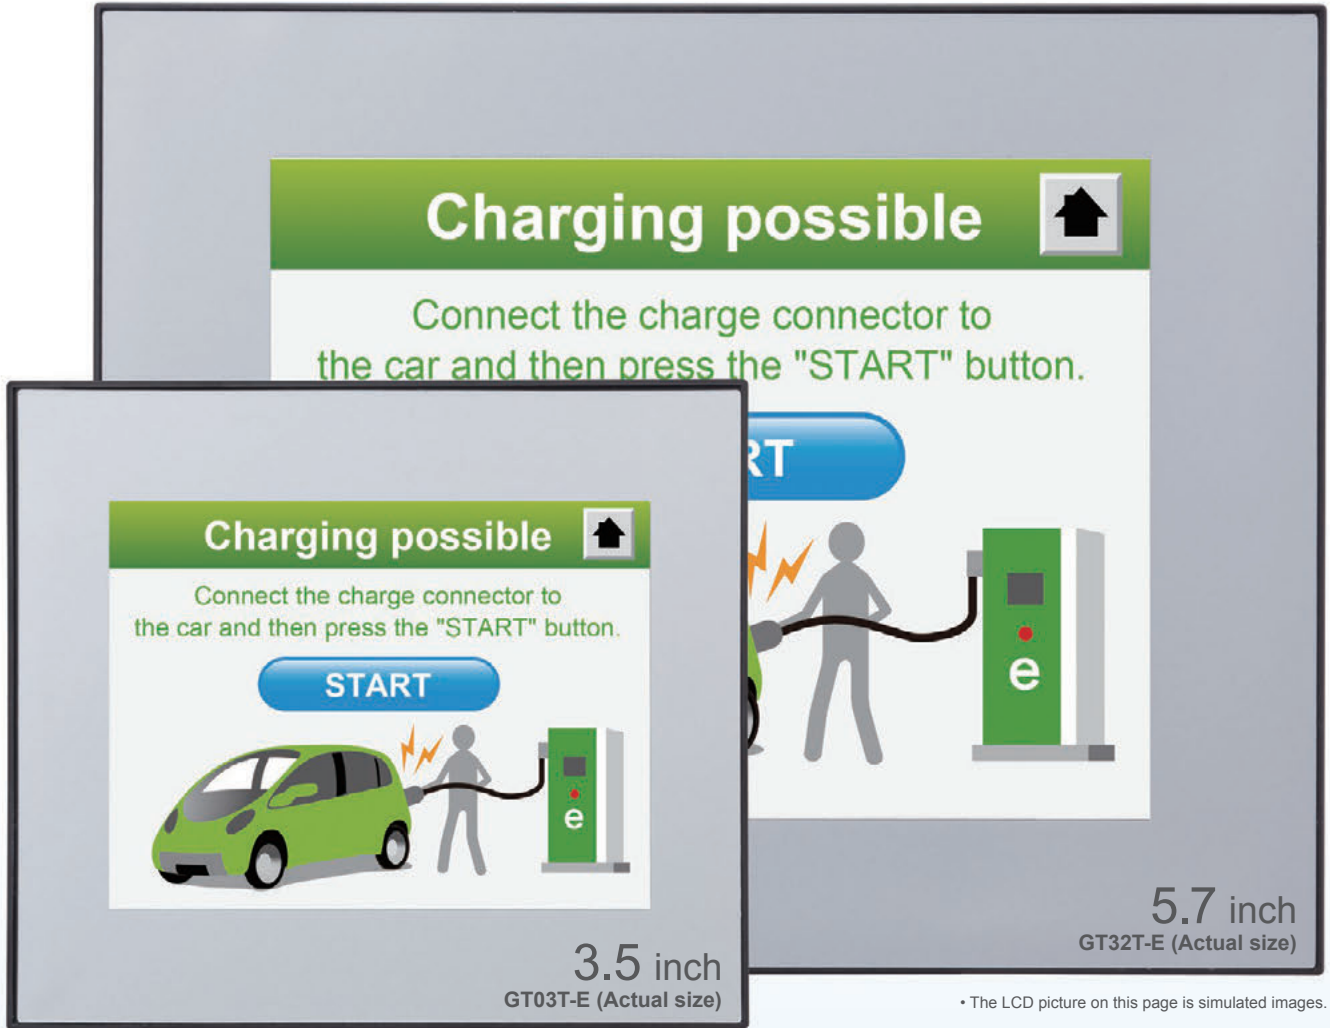 Charging possible
Connect the charge connector to
the car and then press the "START" button.
RT
e
5.7 inch
GT32T-E (Actual size)
Charging possible
Connect the charge connector to
the car and then press the "START" button.
START
e
3.5 inch
GT03T-E (Actual size)
• The LCD picture on this page is simulated images.